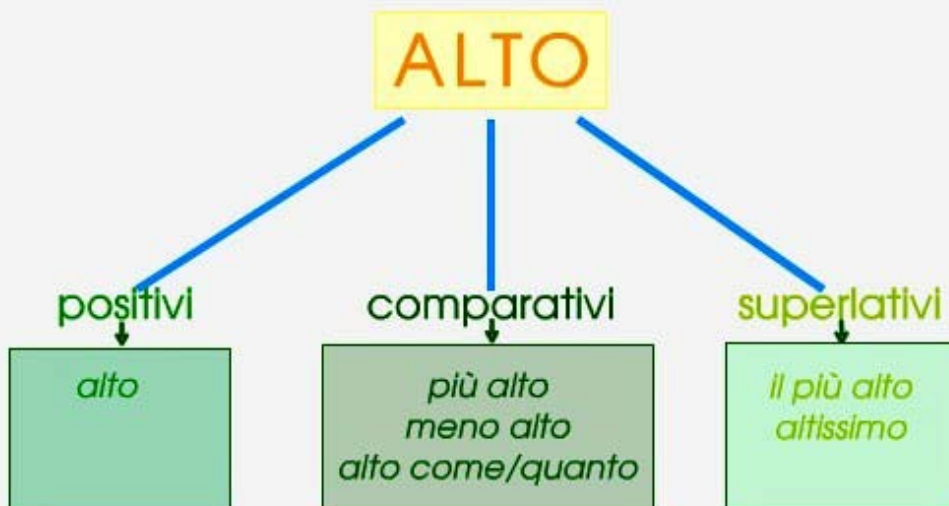 ALTO
positivi
comparativi
superlativi
alto
più alto
meno alto
alto come/quanto
il più alto
altissimo